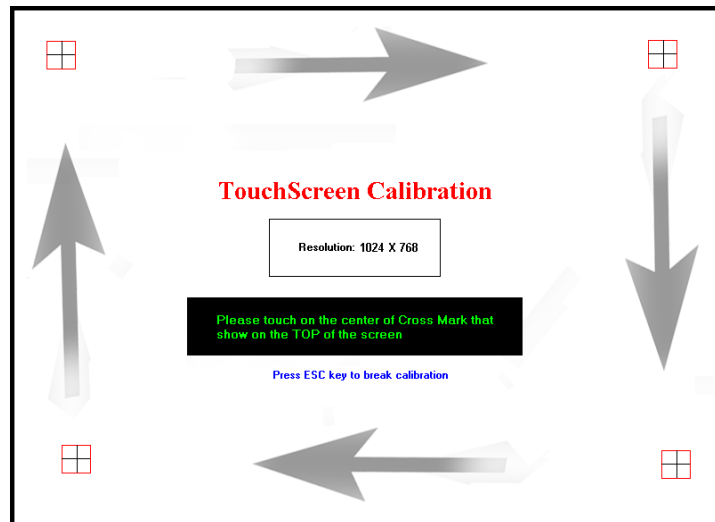 TouchScreen Calibration
Resolution: 1024 X 768
Please touch on the center of Cross Mark that
show on the TOP of the screen
Press ESC key to break calibration